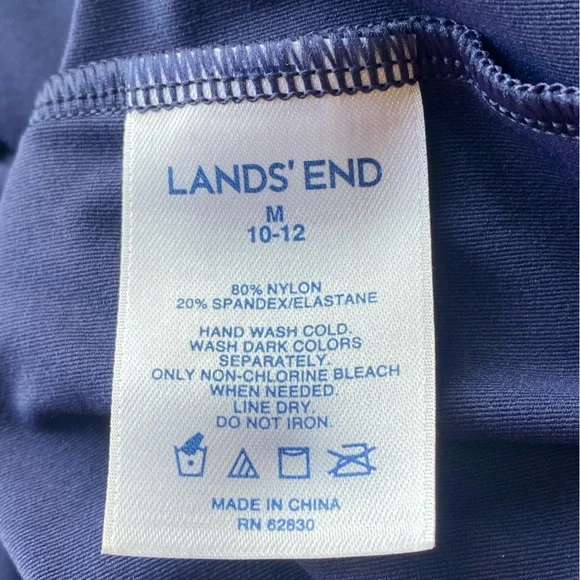 LANDS' END
M
10-12
80% NYLON
20% SPANDEX/ELASTANE
HAND WASH COLD.
WASH DARK COLORS
SEPARATELY.
ONLY NON-CHLORINE BLEACH
WHEN NEEDED.
LINE DRY.
DO NOT IRON.
MADE IN CHINA
RN 62830